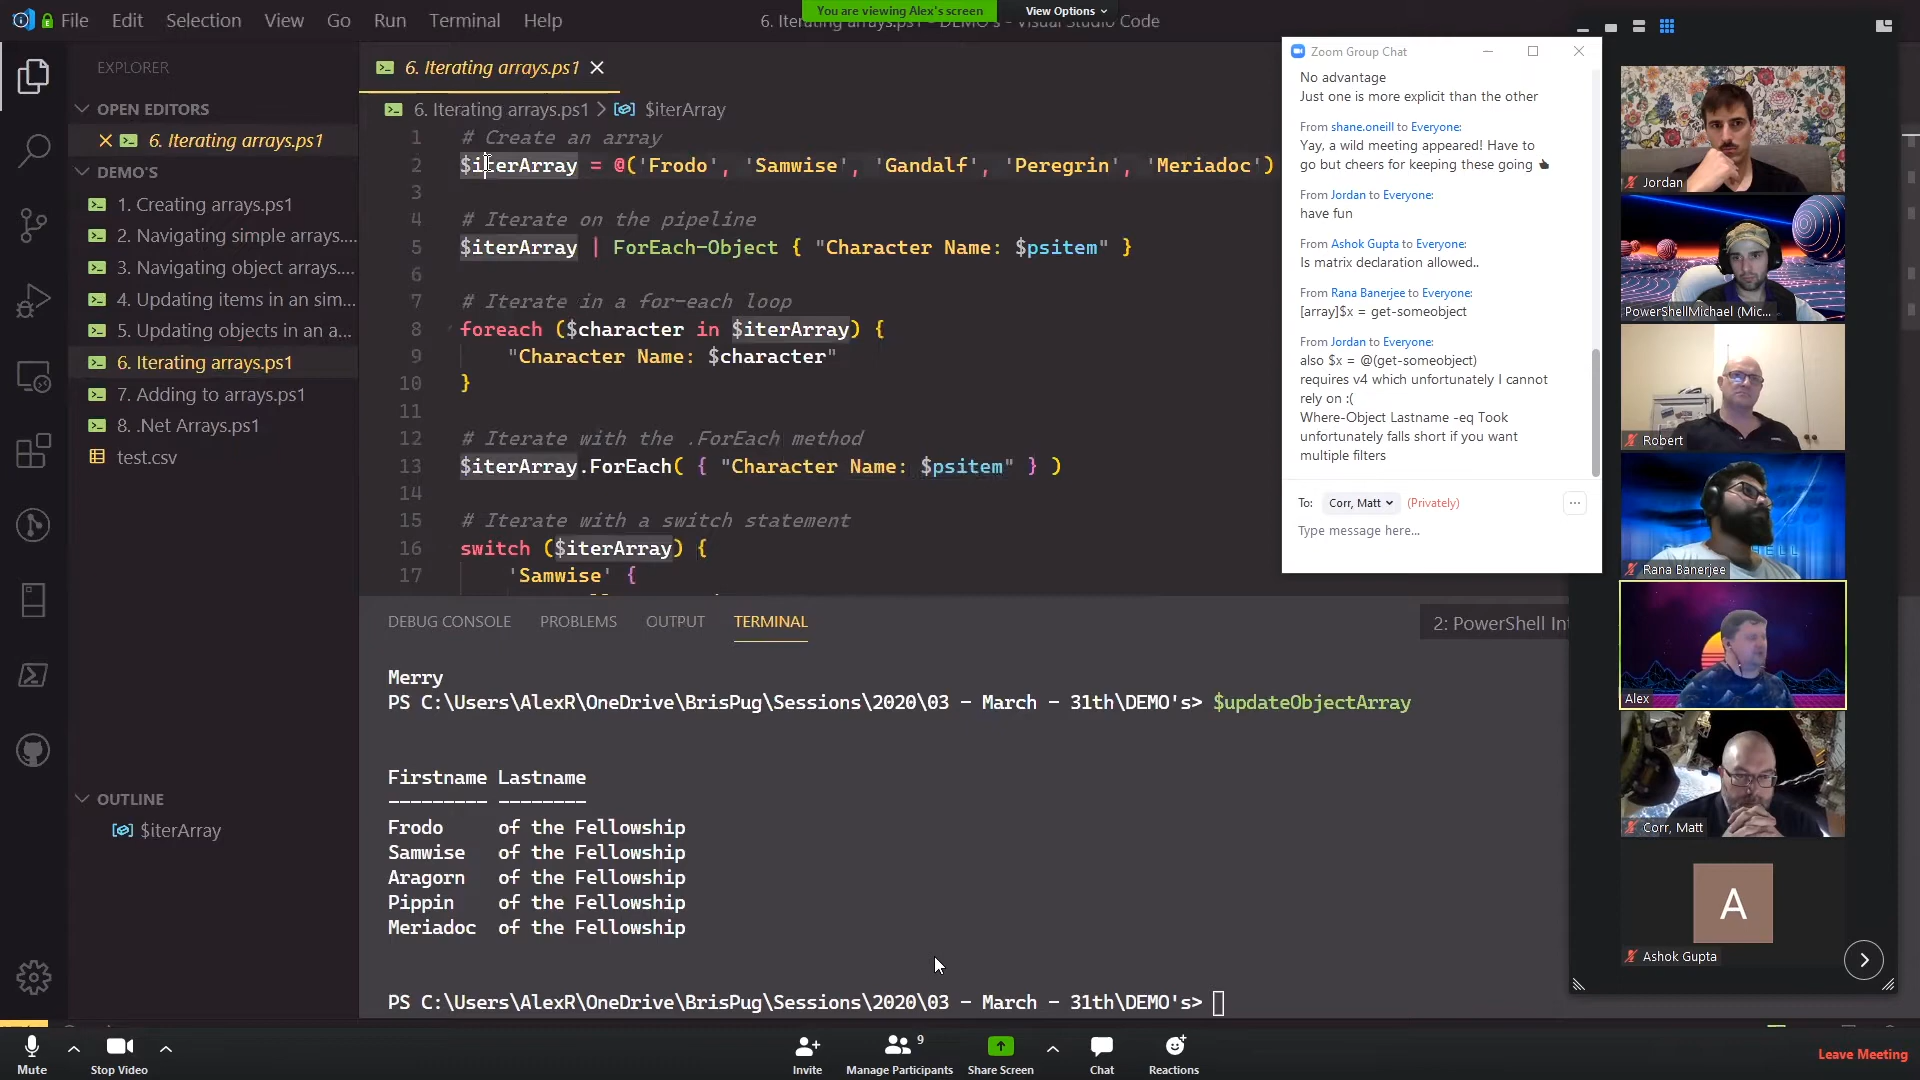 File Edit Selection View Go Run Terminal Help
You are viewing Alex's screen
View Options
EXPLORER
OPEN EDITORS
6. Iterating arrays.ps1
DEMO'S
1. Creating arrays.ps1
2. Navigating simple arrays....
3. Navigating object arrays....
4. Updating items in an sim...
5. Updating objects in an a...
6. Iterating arrays.ps1
7. Adding to arrays.ps1
8. .Net Arrays.ps1
test.csv
OUTLINE
$iterArray
6. Iterating arrays.ps1
6. Iterating arrays.ps1 > $iterArray
1 # Create an array
2 $iterArray = @('Frodo', 'Samwise', 'Gandalf', 'Peregrin', 'Meriadoc')
3
4 # Iterate on the pipeline
5 $iterArray | ForEach-Object { "Character Name: $psitem" }
6
7 # Iterate in a for-each loop
8 foreach ($character in $iterArray) {
9 "Character Name: $character"
10 }
11
12 # Iterate with the .ForEach method
13 $iterArray.ForEach( { "Character Name: $psitem" } )
14
15 # Iterate with a switch statement
16 switch ($iterArray) {
17 'Samwise' {
DEBUG CONSOLE PROBLEMS OUTPUT TERMINAL
2: PowerShell Int
Merry
PS C:\Users\AlexR\OneDrive\BrisPug\Sessions\2020\03 - March - 31th\DEMO's> $updateObjectArray
Firstname Lastname
--------- --------
Frodo of the Fellowship
Samwise of the Fellowship
Aragorn of the Fellowship
Pippin of the Fellowship
Meriadoc of the Fellowship
PS C:\Users\AlexR\OneDrive\BrisPug\Sessions\2020\03 - March - 31th\DEMO's>
Zoom Group Chat
No advantage
Just one is more explicit than the other
From shane.oneill to Everyone:
Yay, a wild meeting appeared! Have to
go but cheers for keeping these going
From Jordan to Everyone:
have fun
From Ashok Gupta to Everyone:
Is matrix declaration allowed..
From Rana Banerjee to Everyone:
[array]$x = get-someobject
From Jordan to Everyone:
also $x = @(get-someobject)
requires v4 which unfortunately I cannot
rely on :(
Where-Object Lastname -eq Took
unfortunately falls short if you want
multiple filters
To: Corr, Matt (Privately)
...
Type message here...
Jordan
PowerShellMichael (Mic...
Robert
Rana Banerjee
Alex
Corr, Matt
A
Ashok Gupta
Mute
Stop Video
Invite
9
Manage Participants
Share Screen
Chat
Reactions
Leave Meeting